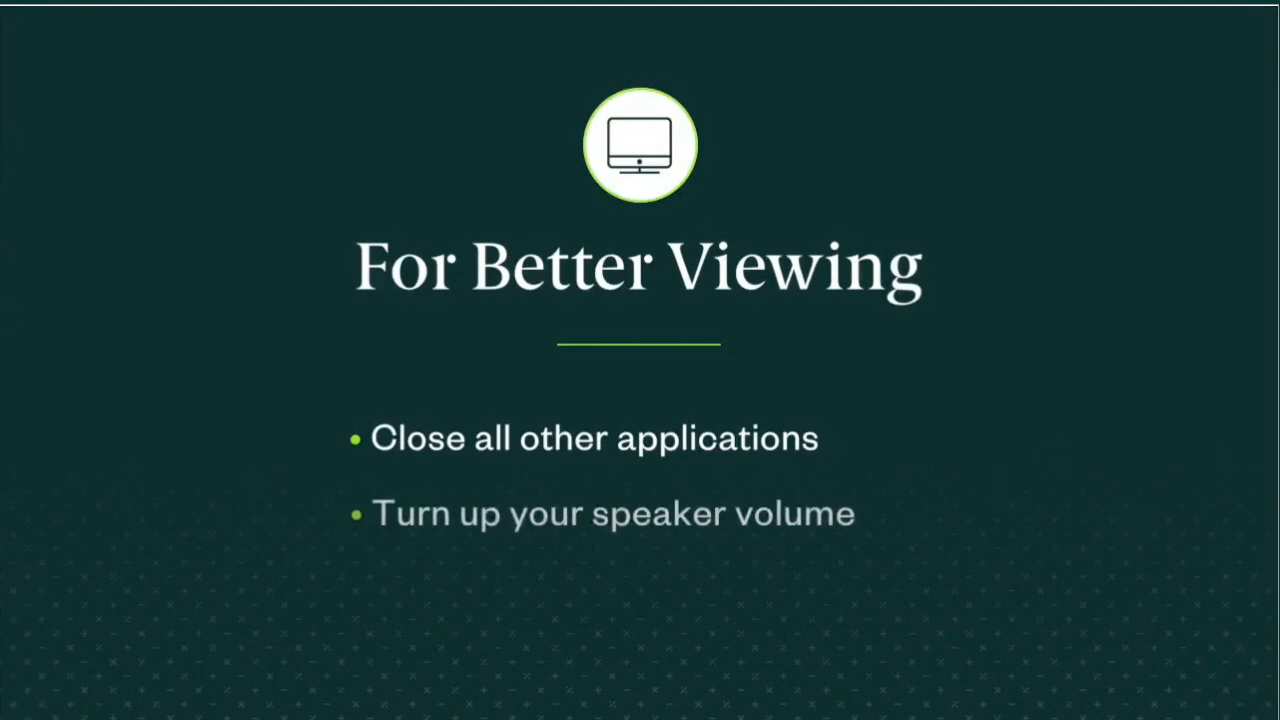 For Better Viewing
• Close all other applications
• Turn up your speaker volume